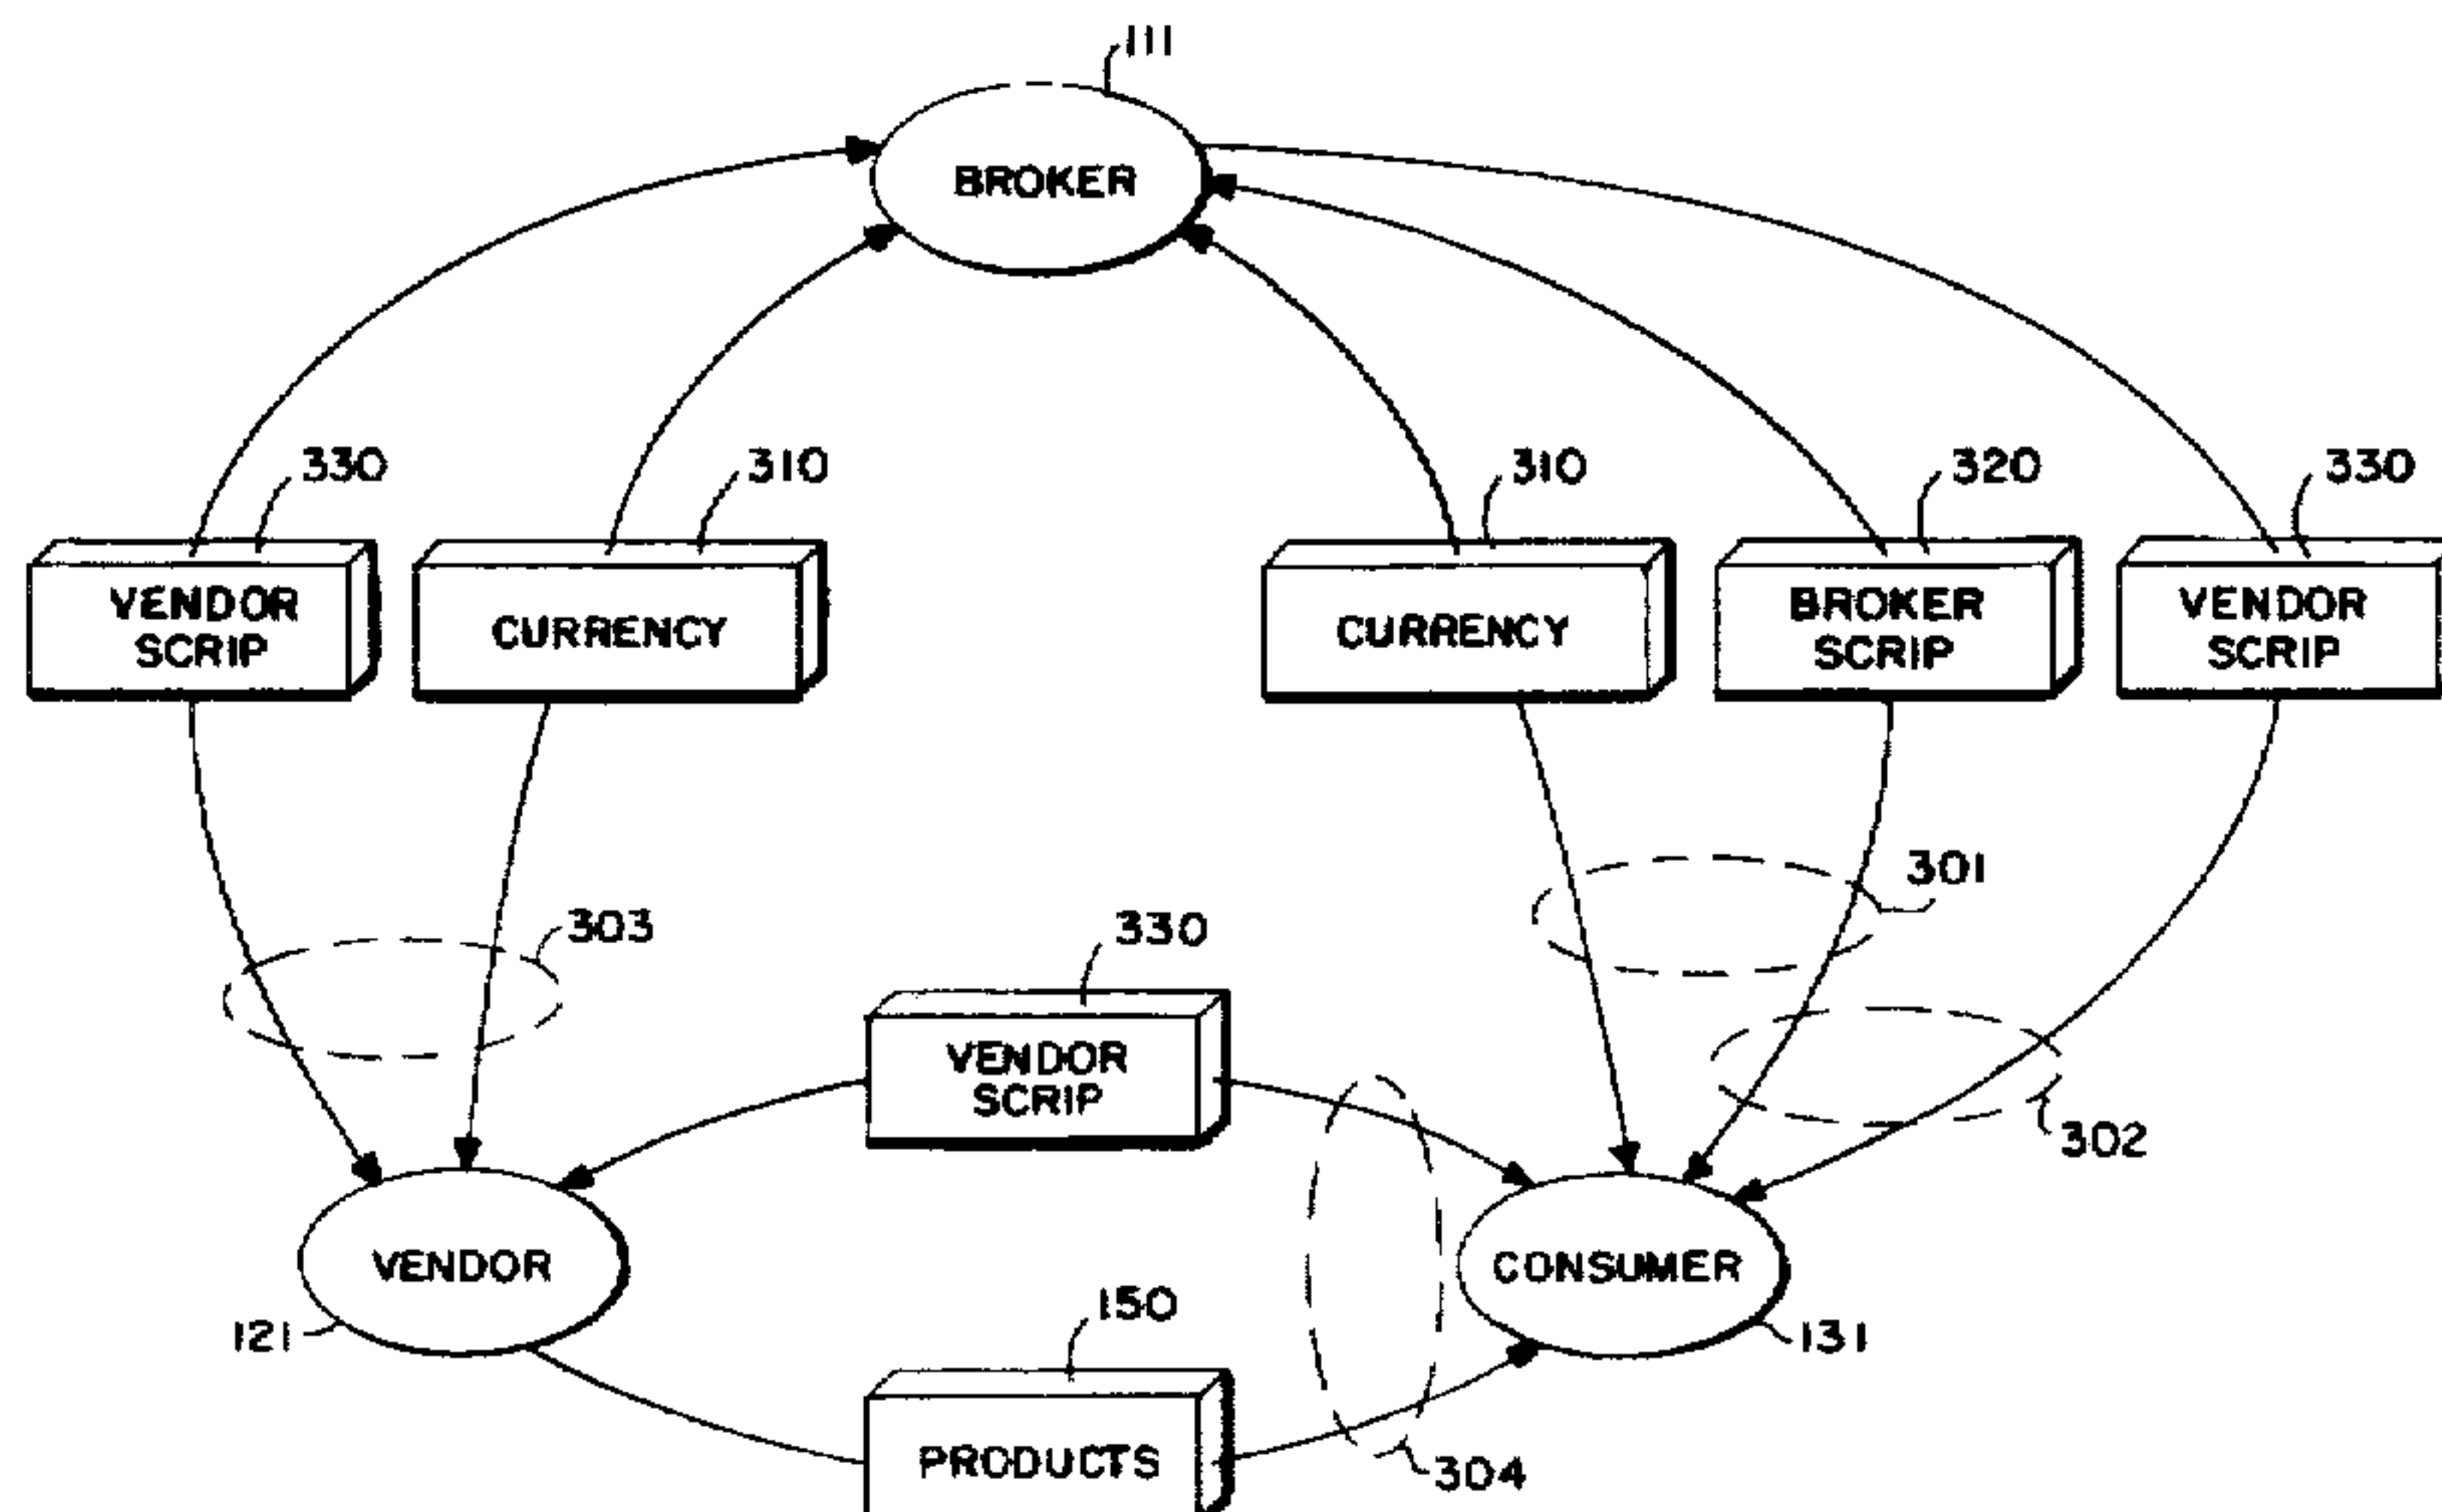 111
BROKER
330
310
310
320
330
VENDOR
SCRIP
CURRENCY
CURRENCY
BROKER
SCRIP
VENDOR
SCRIP
301
303
330
VENDOR
SCRIP
302
VENDOR
CONSUMER
121
150
131
PRODUCTS
304